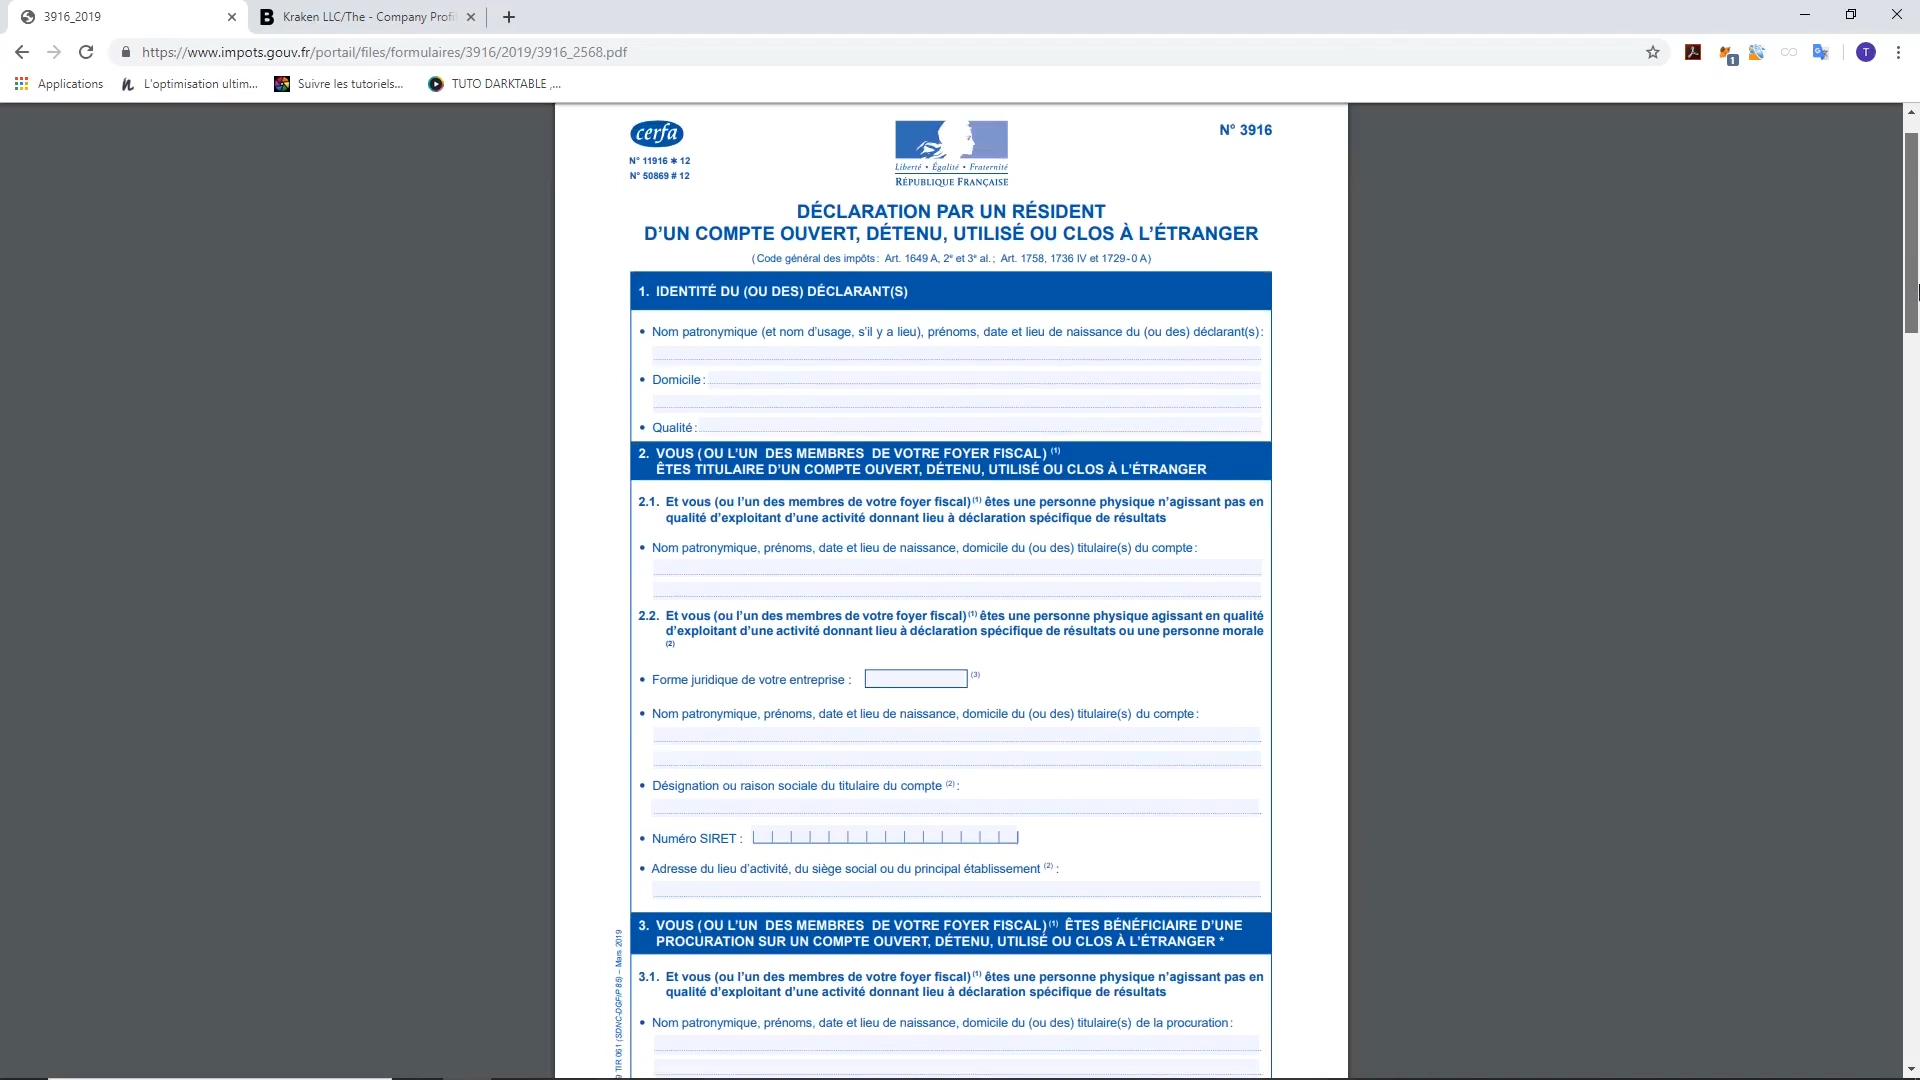 3916_2019
Kraken LLC/The - Company Profi
https://www.impots.gouv.fr/portail/files/formulaires/3916/2019/3916_2568.pdf
1
T
Applications
L'optimisation ultim...
Suivre les tutoriels...
TUTO DARKTABLE ,...
cerfa
N° 11916 ✱ 12
N° 50869 # 12
Liberté • Égalité • Fraternité
RÉPUBLIQUE FRANÇAISE
N° 3916
DÉCLARATION PAR UN RÉSIDENT
D'UN COMPTE OUVERT, DÉTENU, UTILISÉ OU CLOS À L'ÉTRANGER
(Code général des impôts : Art. 1649 A, 2e et 3e al. ; Art. 1758, 1736 IV et 1729-0 A)
1. IDENTITÉ DU (OU DES) DÉCLARANT(S)
• Nom patronymique (et nom d'usage, s'il y a lieu), prénoms, date et lieu de naissance du (ou des) déclarant(s) :
• Domicile :
• Qualité :
2. VOUS (OU L'UN DES MEMBRES DE VOTRE FOYER FISCAL) (1)
ÊTES TITULAIRE D'UN COMPTE OUVERT, DÉTENU, UTILISÉ OU CLOS À L'ÉTRANGER
2.1. Et vous (ou l'un des membres de votre foyer fiscal) (1) êtes une personne physique n'agissant pas en
qualité d'exploitant d'une activité donnant lieu à déclaration spécifique de résultats
• Nom patronymique, prénoms, date et lieu de naissance, domicile du (ou des) titulaire(s) du compte :
2.2. Et vous (ou l'un des membres de votre foyer fiscal) (1) êtes une personne physique agissant en qualité
d'exploitant d'une activité donnant lieu à déclaration spécifique de résultats ou une personne morale
(2)
• Forme juridique de votre entreprise : (3)
• Nom patronymique, prénoms, date et lieu de naissance, domicile du (ou des) titulaire(s) du compte :
• Désignation ou raison sociale du titulaire du compte (2) :
• Numéro SIRET :
• Adresse du lieu d'activité, du siège social ou du principal établissement (2) :
3. VOUS (OU L'UN DES MEMBRES DE VOTRE FOYER FISCAL) (1) ÊTES BÉNÉFICIAIRE D'UNE
PROCURATION SUR UN COMPTE OUVERT, DÉTENU, UTILISÉ OU CLOS À L'ÉTRANGER *
3.1. Et vous (ou l'un des membres de votre foyer fiscal) (1) êtes une personne physique n'agissant pas en
qualité d'exploitant d'une activité donnant lieu à déclaration spécifique de résultats
• Nom patronymique, prénoms, date et lieu de naissance, domicile du (ou des) titulaire(s) de la procuration :
9 TIR 061 (SDNC-DGFiP 85) – Mars 2019